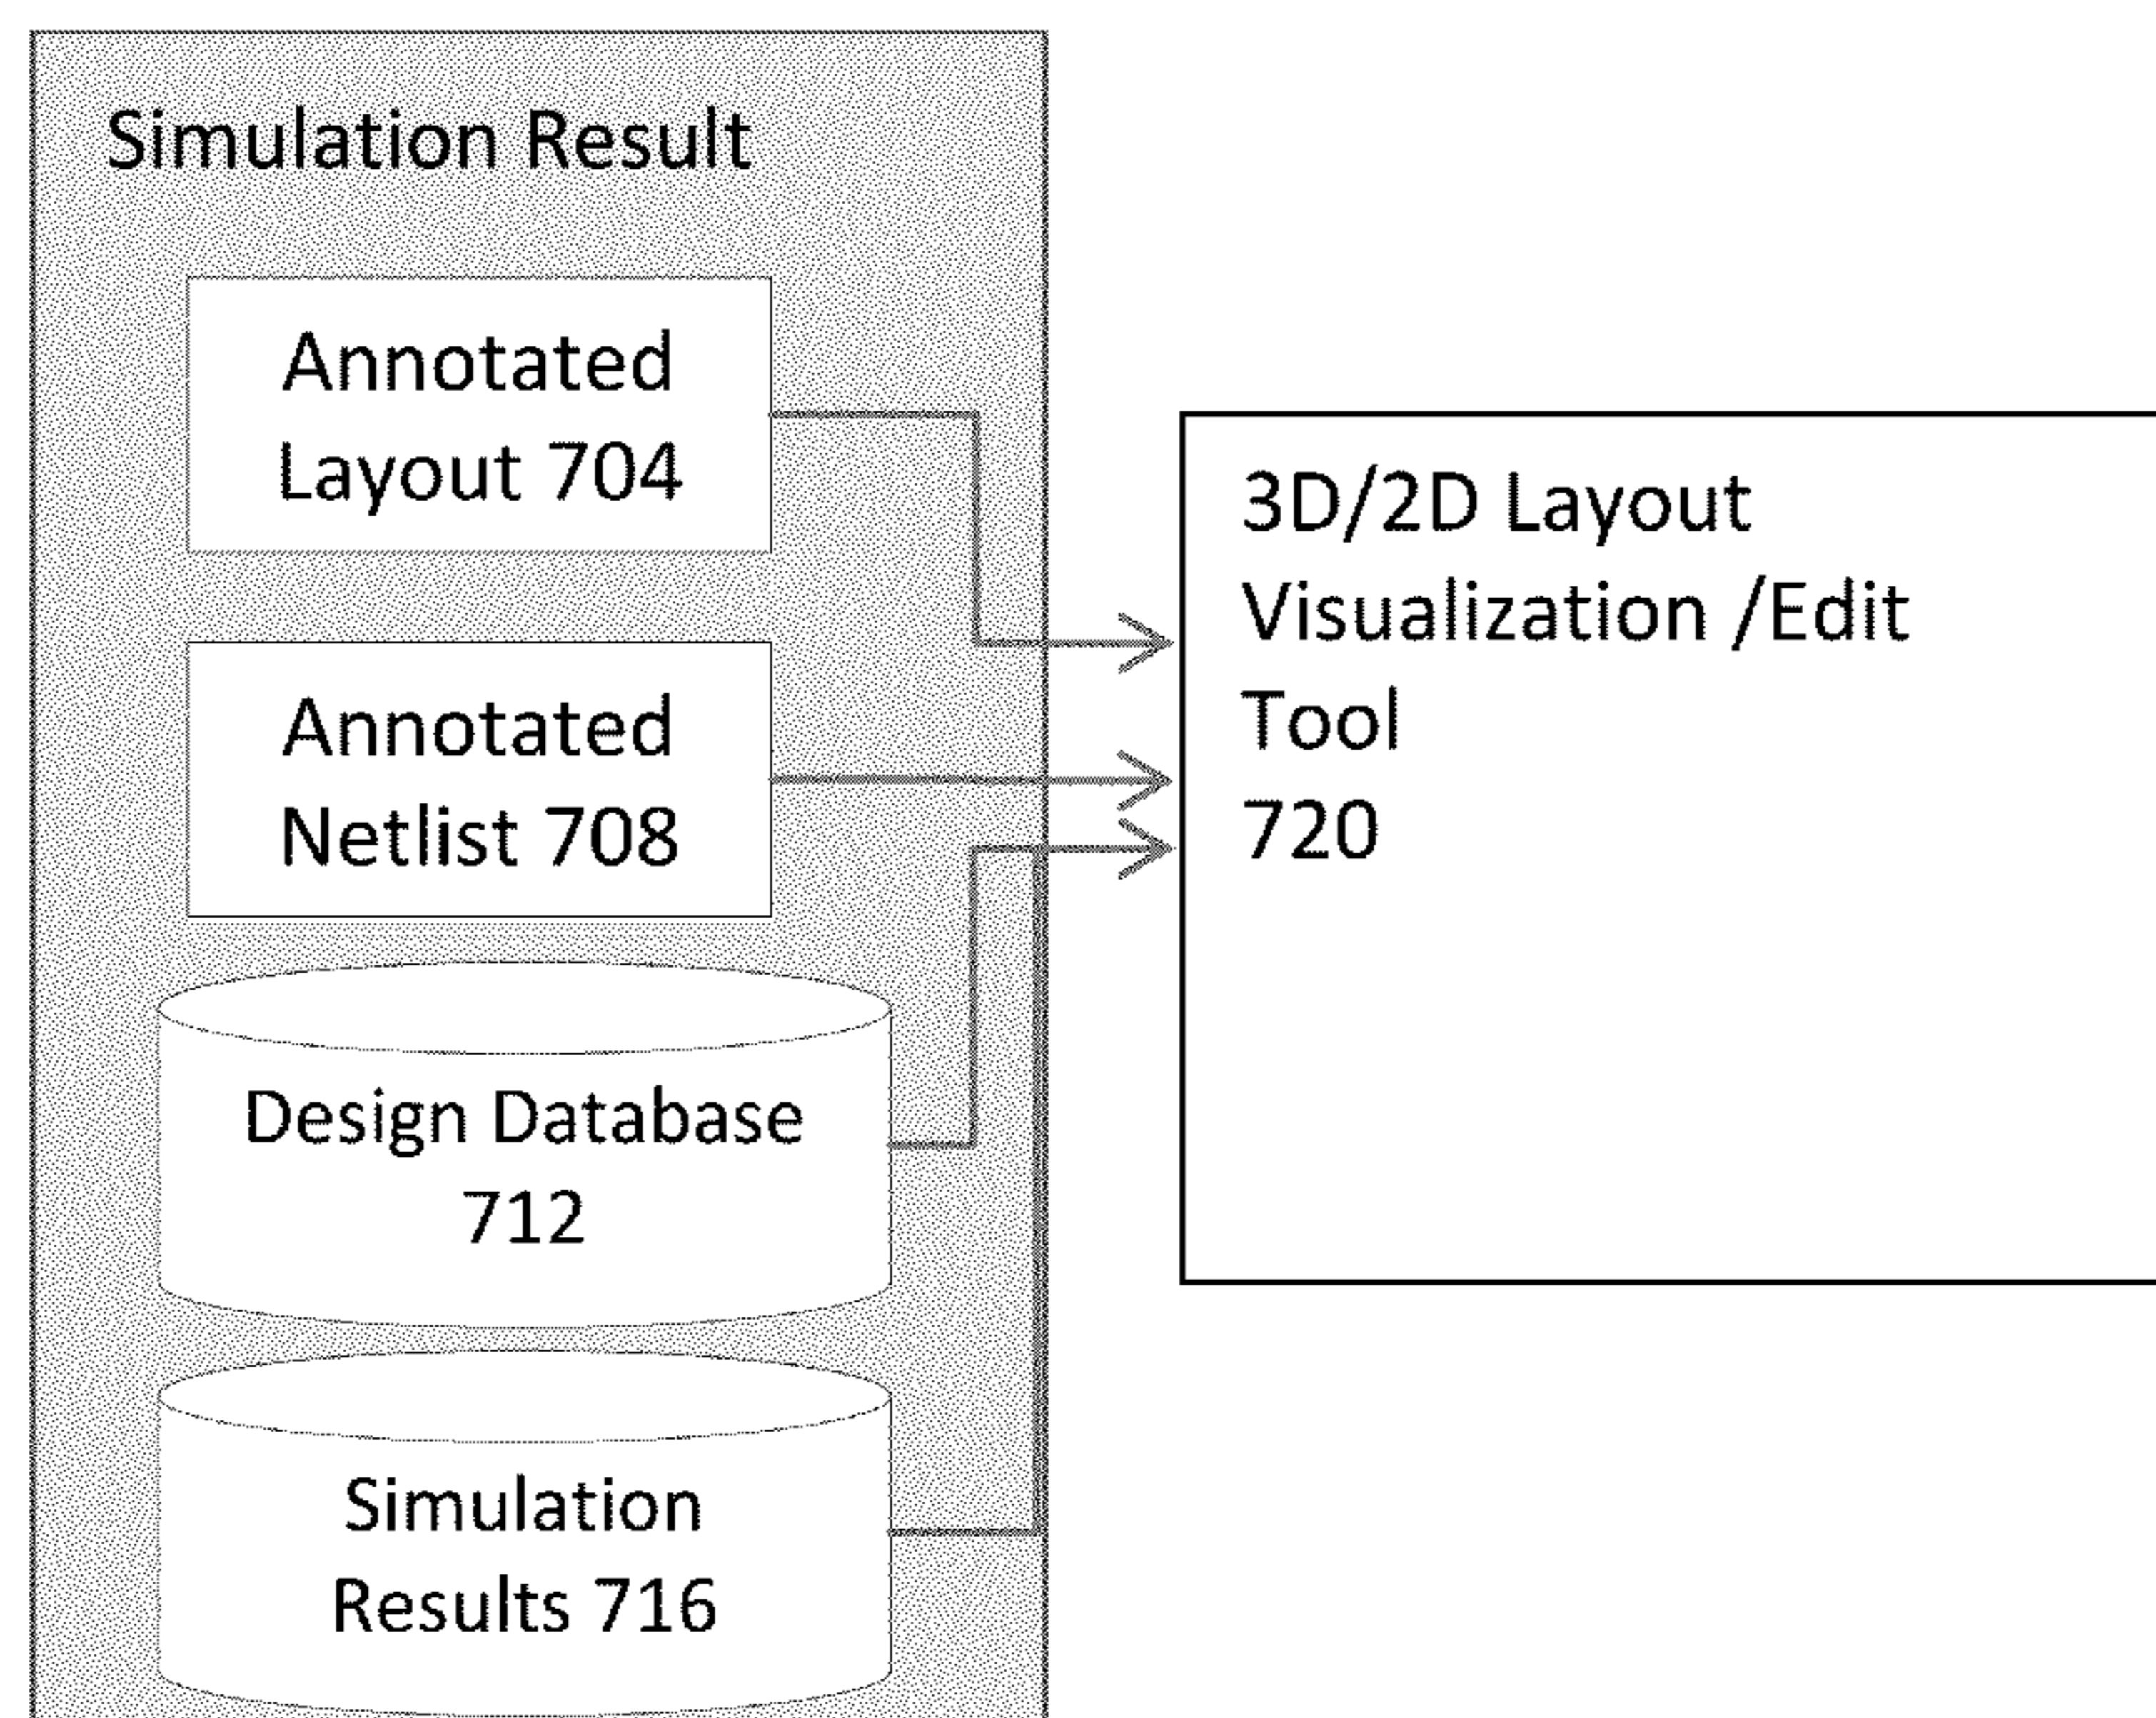 Simulation Result
Annotated
Layout 704
Annotated
Netlist 708
Design Database
712
Simulation
Results 716
3D/2D Layout
Visualization /Edit
Tool
720